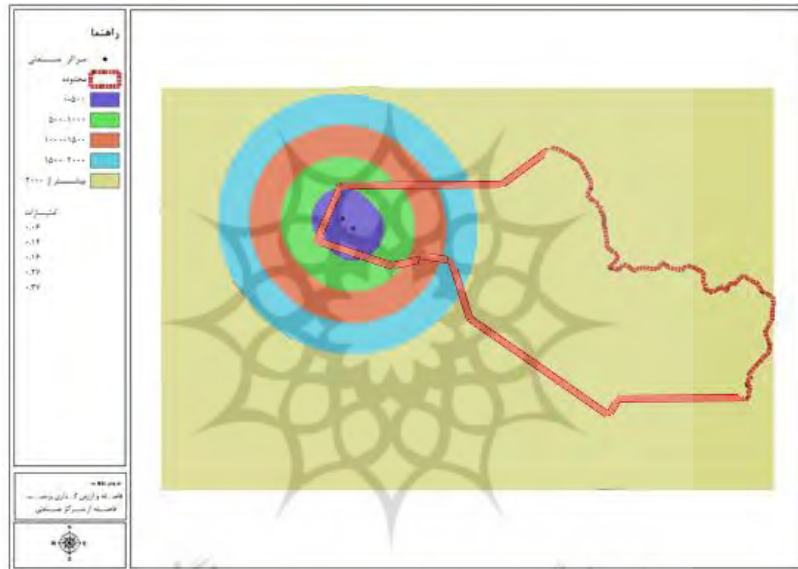 راهنما
مراکز صنعتی
محدوده
۰-۵۰۰
۵۰۰-۱۰۰۰
۱۰۰۰-۱۵۰۰
۱۵۰۰-۲۰۰۰
بیشتر از ۲۰۰۰
امتیازات
۰.۰۶
۰.۱۴
۰.۱۶
۰.۲۷
۰.۳۷
فاصله از مراکز صنعتی
N
W
E
S